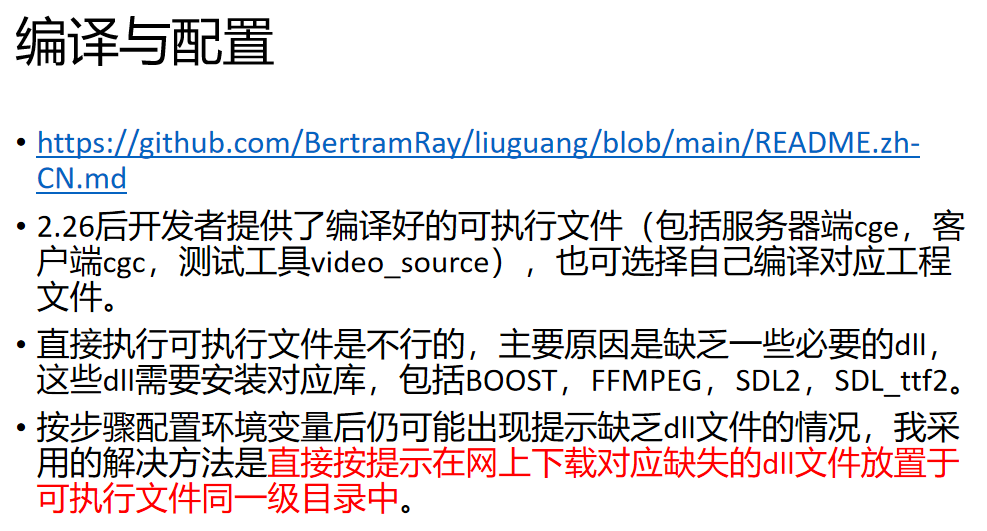 编译与配置
• https://github.com/BertramRay/liuguang/blob/main/README.zh-
CN.md
• 2.26后开发者提供了编译好的可执行文件（包括服务器端cge，客
户端cgc，测试工具video_source），也可选择自己编译对应工程
文件。
• 直接执行可执行文件是不行的，主要原因是缺乏一些必要的dll，
这些dll需要安装对应库，包括BOOST，FFMPEG，SDL2，SDL_ttf2。
• 按步骤配置环境变量后仍可能出现提示缺乏dll文件的情况，我采
用的解决方法是直接按提示在网上下载对应缺失的dll文件放置于
可执行文件同一级目录中。